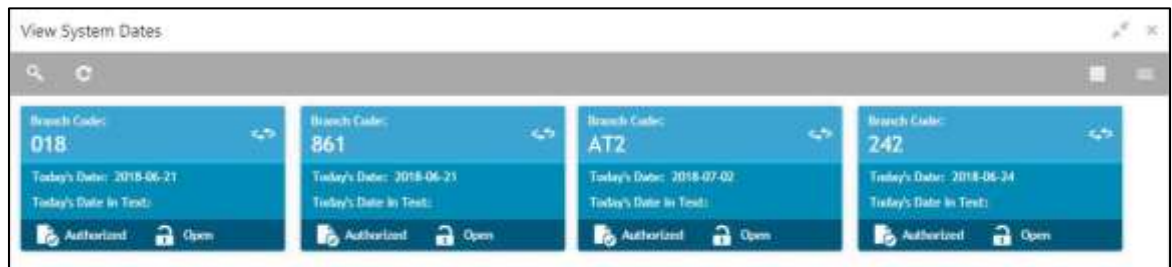 View System Dates
Branch Code:
018
Today's Date: 2018-06-21
Today's Date In Text:
Authorized Open
Branch Code:
861
Today's Date: 2018-06-21
Today's Date In Text:
Authorized Open
Branch Code:
AT2
Today's Date: 2018-07-02
Today's Date In Text:
Authorized Open
Branch Code:
242
Today's Date: 2018-06-24
Today's Date In Text:
Authorized Open